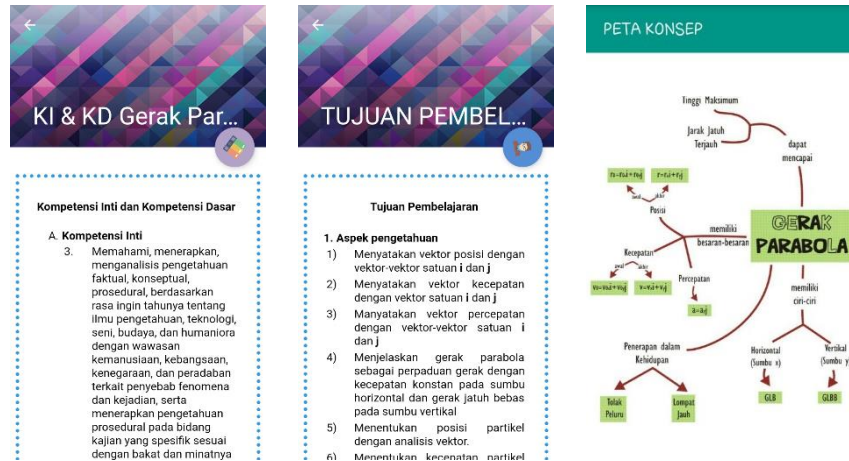 KI & KD Gerak Par...
Kompetensi Inti dan Kompetensi Dasar
A. Kompetensi Inti
3. Memahami, menerapkan,
menganalisis pengetahuan
faktual, konseptual,
prosedural, berdasarkan
rasa ingin tahunya tentang
ilmu pengetahuan, teknologi,
seni, budaya, dan humaniora
dengan wawasan
kemanusiaan, kebangsaan,
kenegaraan, dan peradaban
terkait penyebab fenomena
dan kejadian, serta
menerapkan pengetahuan
prosedural pada bidang
kajian yang spesifik sesuai
dengan bakat dan minatnya
TUJUAN PEMBEL...
Tujuan Pembelajaran
1. Aspek pengetahuan
1) Menyatakan vektor posisi dengan
vektor-vektor satuan i dan j
2) Menyatakan vektor kecepatan
dengan vektor satuan i dan j
3) Manyatakan vektor percepatan
dengan vektor-vektor satuan i
dan j
4) Menjelaskan gerak parabola
sebagai perpaduan gerak dengan
kecepatan konstan pada sumbu
horizontal dan gerak jatuh bebas
pada sumbu vertikal
5) Menentukan posisi partikel
dengan analisis vektor.
6) Menentukan kecepatan partikel
PETA KONSEP
Tinggi Maksimum
Jarak Jatuh
Terjauh
dapat
mencapai
Posisi
GERAK
PARABOLA
memiliki
besaran-besaran
Kecepatan
Percepatan
memiliki
ciri-ciri
Penerapan dalam
Kehidupan
Horizontal
(Sumbu x)
Vertikal
(Sumbu y
Tolak
Peluru
Lompat
Jauh
GLB
GLBB